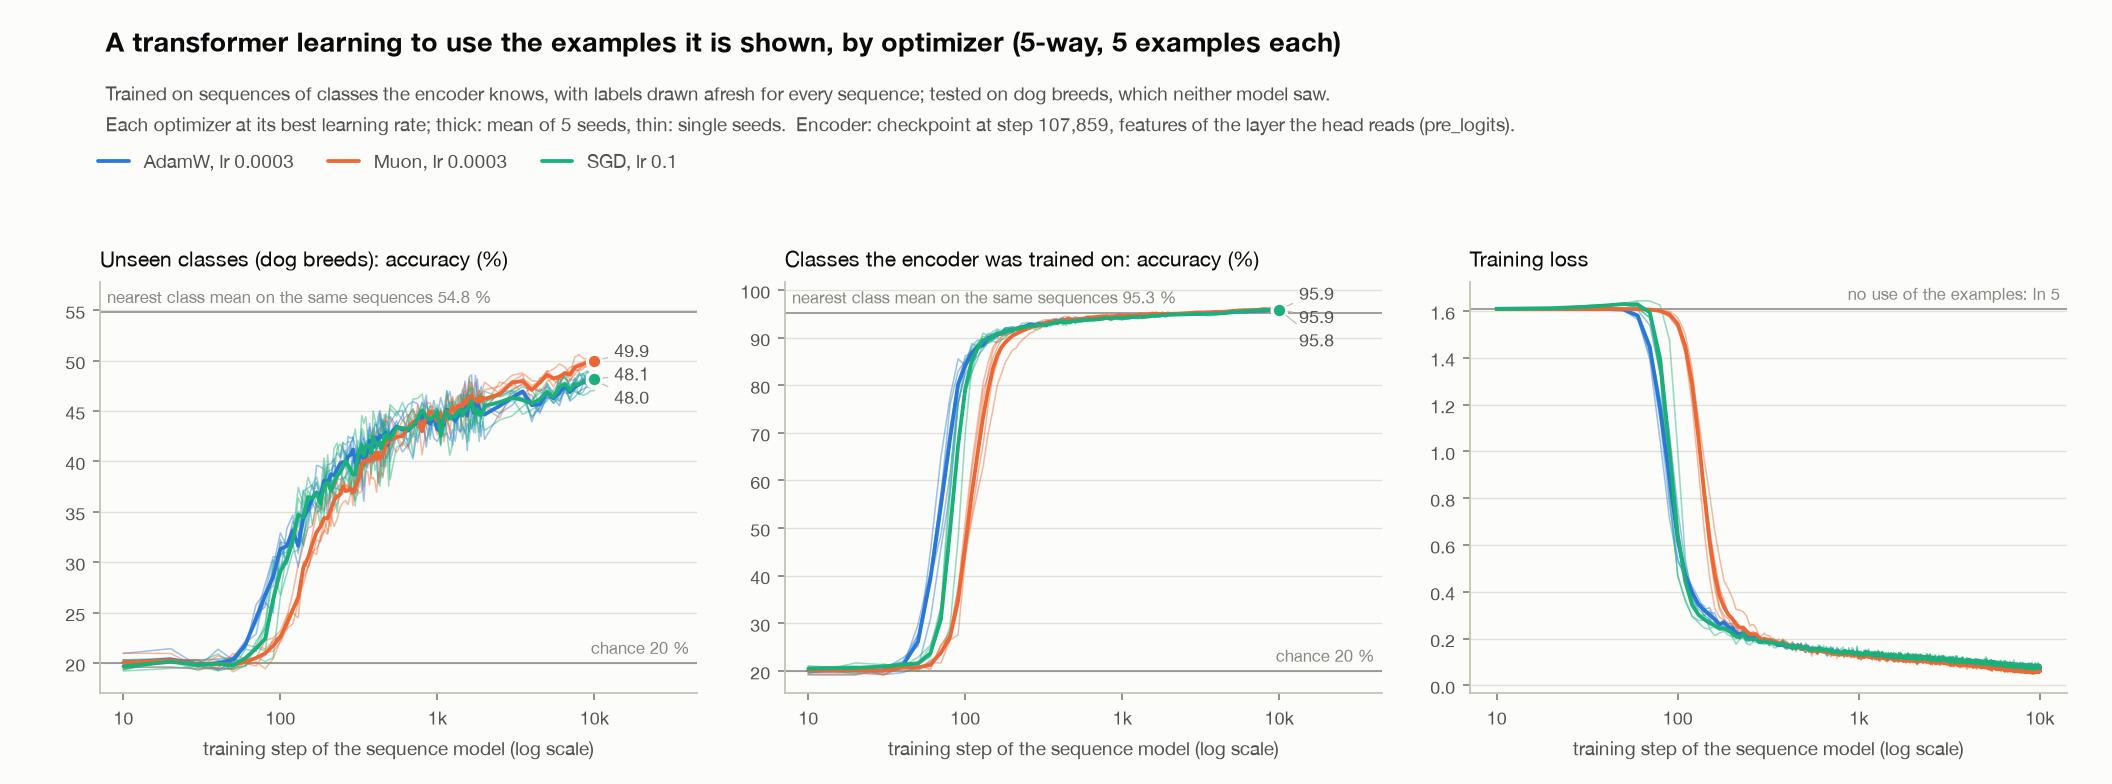 A transformer learning to use the examples it is shown, by optimizer (5-way, 5 examples each)
Trained on sequences of classes the encoder knows, with labels drawn afresh for every sequence; tested on dog breeds, which neither model saw.
Each optimizer at its best learning rate; thick: mean of 5 seeds, thin: single seeds.  Encoder: checkpoint at step 107,859, features of the layer the head reads (pre_logits).
AdamW, lr 0.0003
Muon, lr 0.0003
SGD, lr 0.1
Unseen classes (dog breeds): accuracy (%)
nearest class mean on the same sequences 54.8 %
55
50
45
40
35
30
25
20
49.9
48.1
48.0
chance 20 %
10
100
1k
10k
training step of the sequence model (log scale)
Classes the encoder was trained on: accuracy (%)
nearest class mean on the same sequences 95.3 %
100
90
80
70
60
50
40
30
20
95.9
95.9
95.8
chance 20 %
10
100
1k
10k
training step of the sequence model (log scale)
Training loss
no use of the examples: ln 5
1.6
1.4
1.2
1.0
0.8
0.6
0.4
0.2
0.0
10
100
1k
10k
training step of the sequence model (log scale)